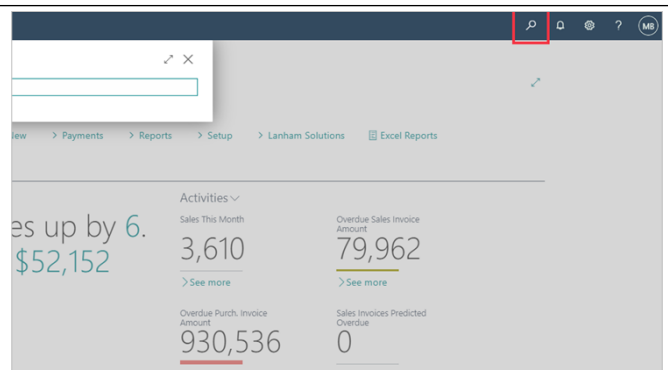 ? MB
iew > Payments > Reports > Setup > Lanham Solutions Excel Reports
Activities
es up by 6.
$52,152
Sales This Month
3,610
>See more
Overdue Sales Invoice
Amount
79,962
>See more
Overdue Purch. Invoice
Amount
930,536
Sales Invoices Predicted
Overdue
0